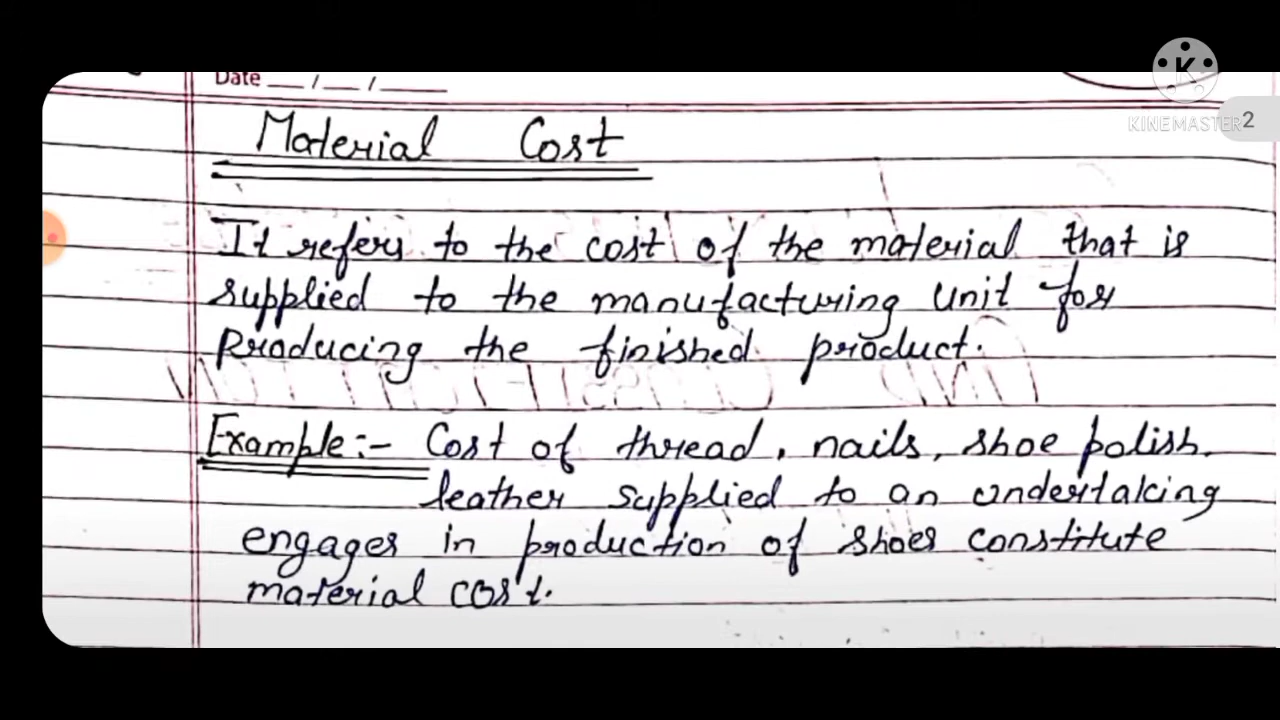 Date __/__/____
KINEMASTER
2
Material Cost
It refers to the cost of the material that is
supplied to the manufacturing unit for
Producing the finished product.
Example:- Cost of thread, nails, shoe polish,
leather supplied to an undertaking
engages in production of shoes constitute
material cost.